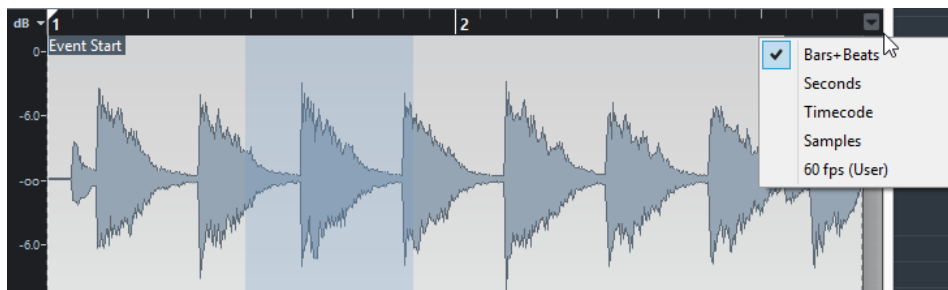 dB
1
2
Event Start
0-
-6.0-
-oo-
-6.0-
Bars+Beats
Seconds
Timecode
Samples
60 fps (User)